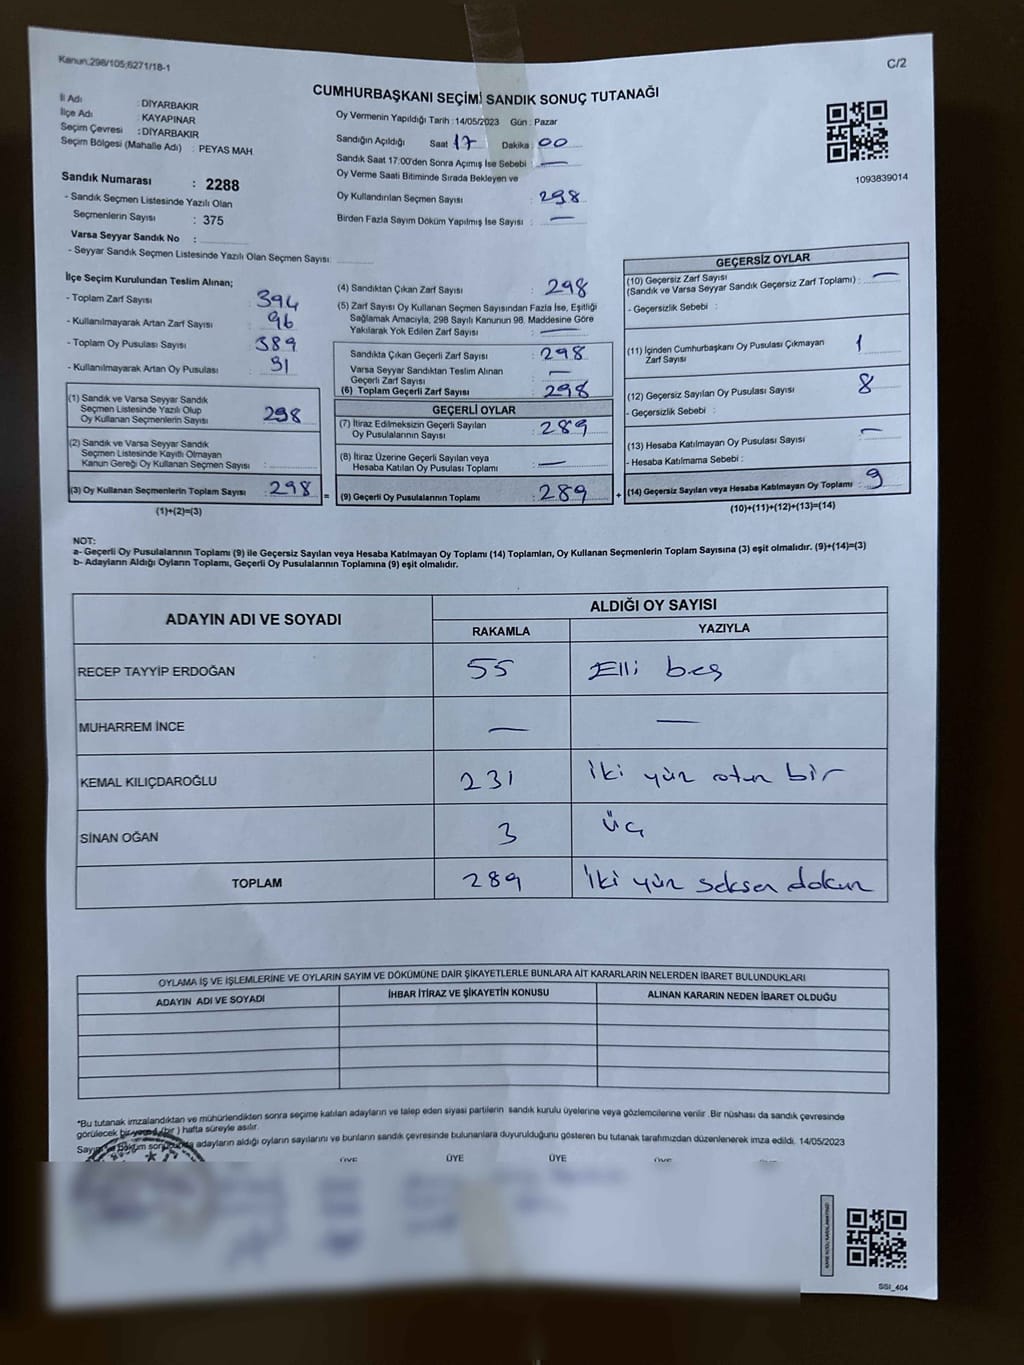 Kanun:298/105;6271/18-1
C/2
CUMHURBAŞKANI SEÇİMİ SANDIK SONUÇ TUTANAĞI
İl Adı : DİYARBAKIR
İlçe Adı : KAYAPINAR
Seçim Çevresi : DİYARBAKIR
Seçim Bölgesi (Mahalle Adı) : PEYAS MAH.
Sandık Numarası : 2288
- Sandık Seçmen Listesinde Yazılı Olan
Seçmenlerin Sayısı : 375
Varsa Seyyar Sandık No :
- Seyyar Sandık Seçmen Listesinde Yazılı Olan Seçmen Sayısı:
Oy Vermenin Yapıldığı Tarih : 14/05/2023 Gün : Pazar
Sandığın Açıldığı Saat 17 Dakika : 00
Sandık Saat 17:00'den Sonra Açımış İse Sebebi : —
Oy Verme Saati Bitiminde Sırada Bekleyen ve
Oy Kullandırılan Seçmen Sayısı : 298
Birden Fazla Sayım Döküm Yapılmış İse Sayısı : —
1093839014
İlçe Seçim Kurulundan Teslim Alınan;
- Toplam Zarf Sayısı : 394
- Kullanılmayarak Artan Zarf Sayısı : 96
- Toplam Oy Pusulası Sayısı : 389
- Kullanılmayarak Artan Oy Pusulası : 91
(1) Sandık ve Varsa Seyyar Sandık
Seçmen Listesinde Yazılı Olup
Oy Kullanan Seçmenlerin Sayısı : 298
(2) Sandık ve Varsa Seyyar Sandık
Seçmen Listesinde Kayıtlı Olmayan
Kanun Gereği Oy Kullanan Seçmen Sayısı :
(3) Oy Kullanan Seçmenlerin Toplam Sayısı : 298
(1)+(2)=(3)
=
(4) Sandıktan Çıkan Zarf Sayısı : 298
(5) Zarf Sayısı Oy Kullanan Seçmen Sayısından Fazla İse, Eşitliği
Sağlamak Amacıyla, 298 Sayılı Kanunun 98. Maddesine Göre
Yakılarak Yok Edilen Zarf Sayısı : —
Sandıkta Çıkan Geçerli Zarf Sayısı : 298
Varsa Seyyar Sandıktan Teslim Alınan
Geçerli Zarf Sayısı : —
(6) Toplam Geçerli Zarf Sayısı : 298
GEÇERLİ OYLAR
(7) İtiraz Edilmeksizin Geçerli Sayılan
Oy Pusulalarının Sayısı : 289
(8) İtiraz Üzerine Geçerli Sayılan veya
Hesaba Katılan Oy Pusulası Toplamı : —
(9) Geçerli Oy Pusulalarının Toplamı : 289
+
GEÇERSİZ OYLAR
(10) Geçersiz Zarf Sayısı
(Sandık ve Varsa Seyyar Sandık Geçersiz Zarf Toplamı) : —
- Geçersizlik Sebebi :
(11) İçinden Cumhurbaşkanı Oy Pusulası Çıkmayan
Zarf Sayısı : 1
(12) Geçersiz Sayılan Oy Pusulası Sayısı : 8
- Geçersizlik Sebebi :
(13) Hesaba Katılmayan Oy Pusulası Sayısı : —
- Hesaba Katılmama Sebebi :
(14) Geçersiz Sayılan veya Hesaba Katılmayan Oy Toplamı : 9
(10)+(11)+(12)+(13)=(14)
NOT:
a- Geçerli Oy Pusulalarının Toplamı (9) ile Geçersiz Sayılan veya Hesaba Katılmayan Oy Toplamı (14) Toplamları, Oy Kullanan Seçmenlerin Toplam Sayısına (3) eşit olmalıdır. (9)+(14)=(3)
b- Adayların Aldığı Oyların Toplamı, Geçerli Oy Pusulalarının Toplamına (9) eşit olmalıdır.
ADAYIN ADI VE SOYADI
ALDIĞI OY SAYISI
RAKAMLA YAZIYLA
RECEP TAYYİP ERDOĞAN 55 Elli beş
MUHARREM İNCE — —
KEMAL KILIÇDAROĞLU 231 iki yüz otuz bir
SİNAN OĞAN 3 üç
TOPLAM 289 iki yüz seksen dokuz
OYLAMA İŞ VE İŞLEMLERİNE VE OYLARIN SAYIM VE DÖKÜMÜNE DAİR ŞİKAYETLERLE BUNLARA AİT KARARLARIN NELERDEN İBARET BULUNDUKLARI
ADAYIN ADI VE SOYADI İHBAR İTİRAZ VE ŞİKAYETİN KONUSU ALINAN KARARIN NEDEN İBARET OLDUĞU
*Bu tutanak imzalandıktan ve mühürlendikten sonra seçime katılan adayların ve talep eden siyasi partilerin sandık kurulu üyelerine veya gözlemcilerine verilir .Bir nüshası da sandık çevresinde
görülecek bir yere 1 (bir ) hafta süreyle asılır.
Sayım ve döküm sonucunda adayların aldığı oyların sayılarını ve bunların sandık çevresinde bulunanlara duyurulduğunu gösteren bu tutanak tarafımızdan düzenlenerek imza edildi. 14/05/2023
ÜYE ÜYE ÜYE
SSI_404